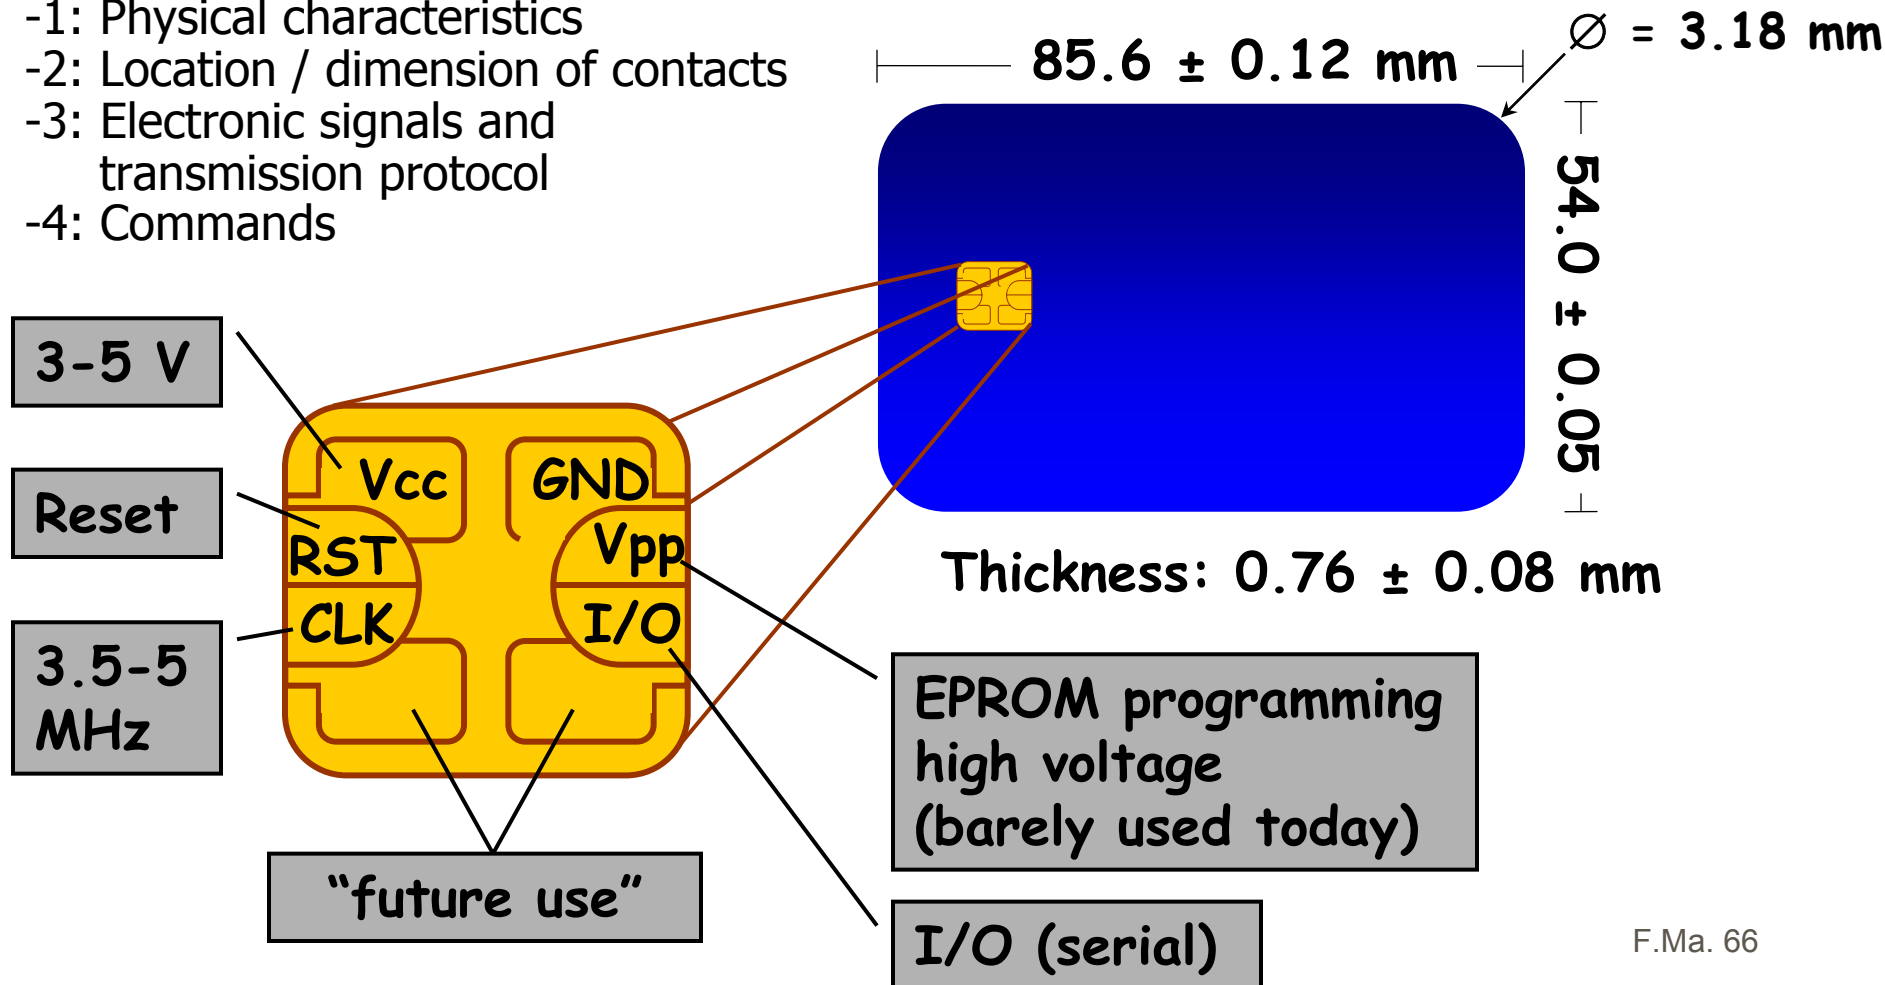 -1: Physical characteristics
-2: Location / dimension of contacts
-3: Electronic signals and
transmission protocol
-4: Commands
Ø = 3.18 mm
85.6 ± 0.12 mm
54.0 ± 0.05
Thickness: 0.76 ± 0.08 mm
3-5 V
Reset
3.5-5
MHz
Vcc
GND
RST
Vpp
CLK
I/O
EPROM programming
high voltage
(barely used today)
“future use”
I/O (serial)
F.Ma. 66